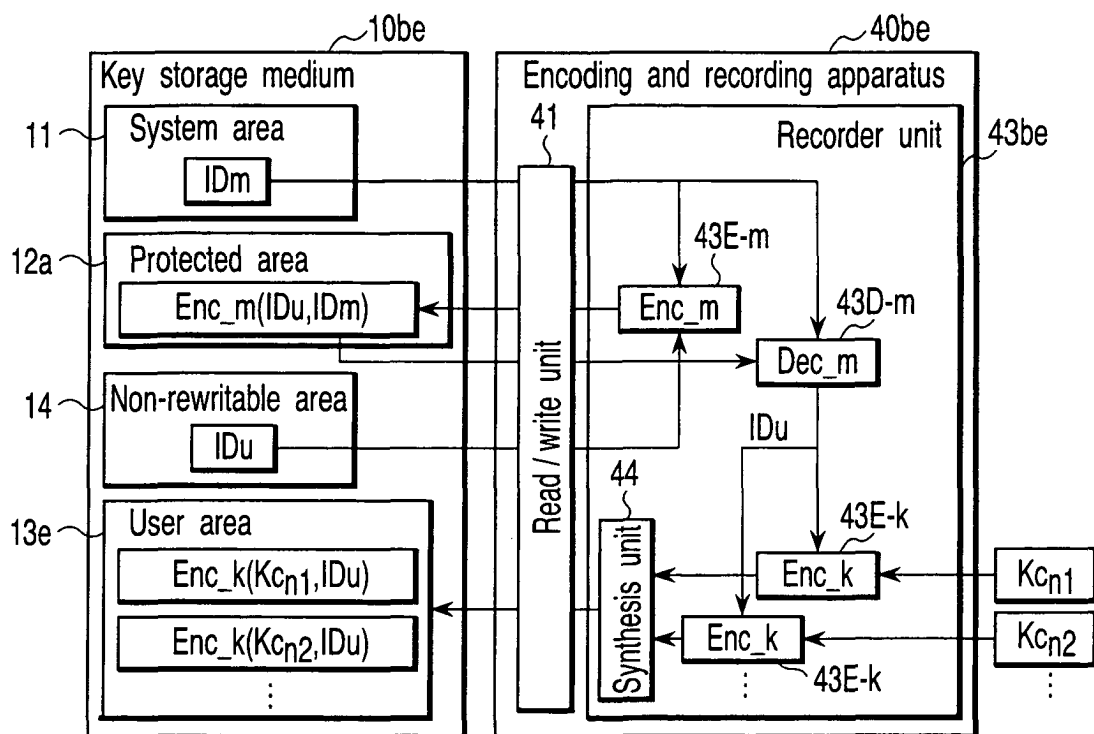 10be
40be
Key storage medium
Encoding and recording apparatus
11
System area
IDm
41
Recorder unit
43be
12a
Protected area
Enc_m(IDu,IDm)
43E-m
Enc_m
43D-m
Dec_m
14
Non-rewritable area
IDu
Read/write unit
IDu
13e
User area
Enc_k(Kcn1,IDu)
Enc_k(Kcn2,IDu)
⋮
44
Synthesis unit
43E-k
Enc_k
Kcn1
Enc_k
Kcn2
43E-k
⋮
⋮